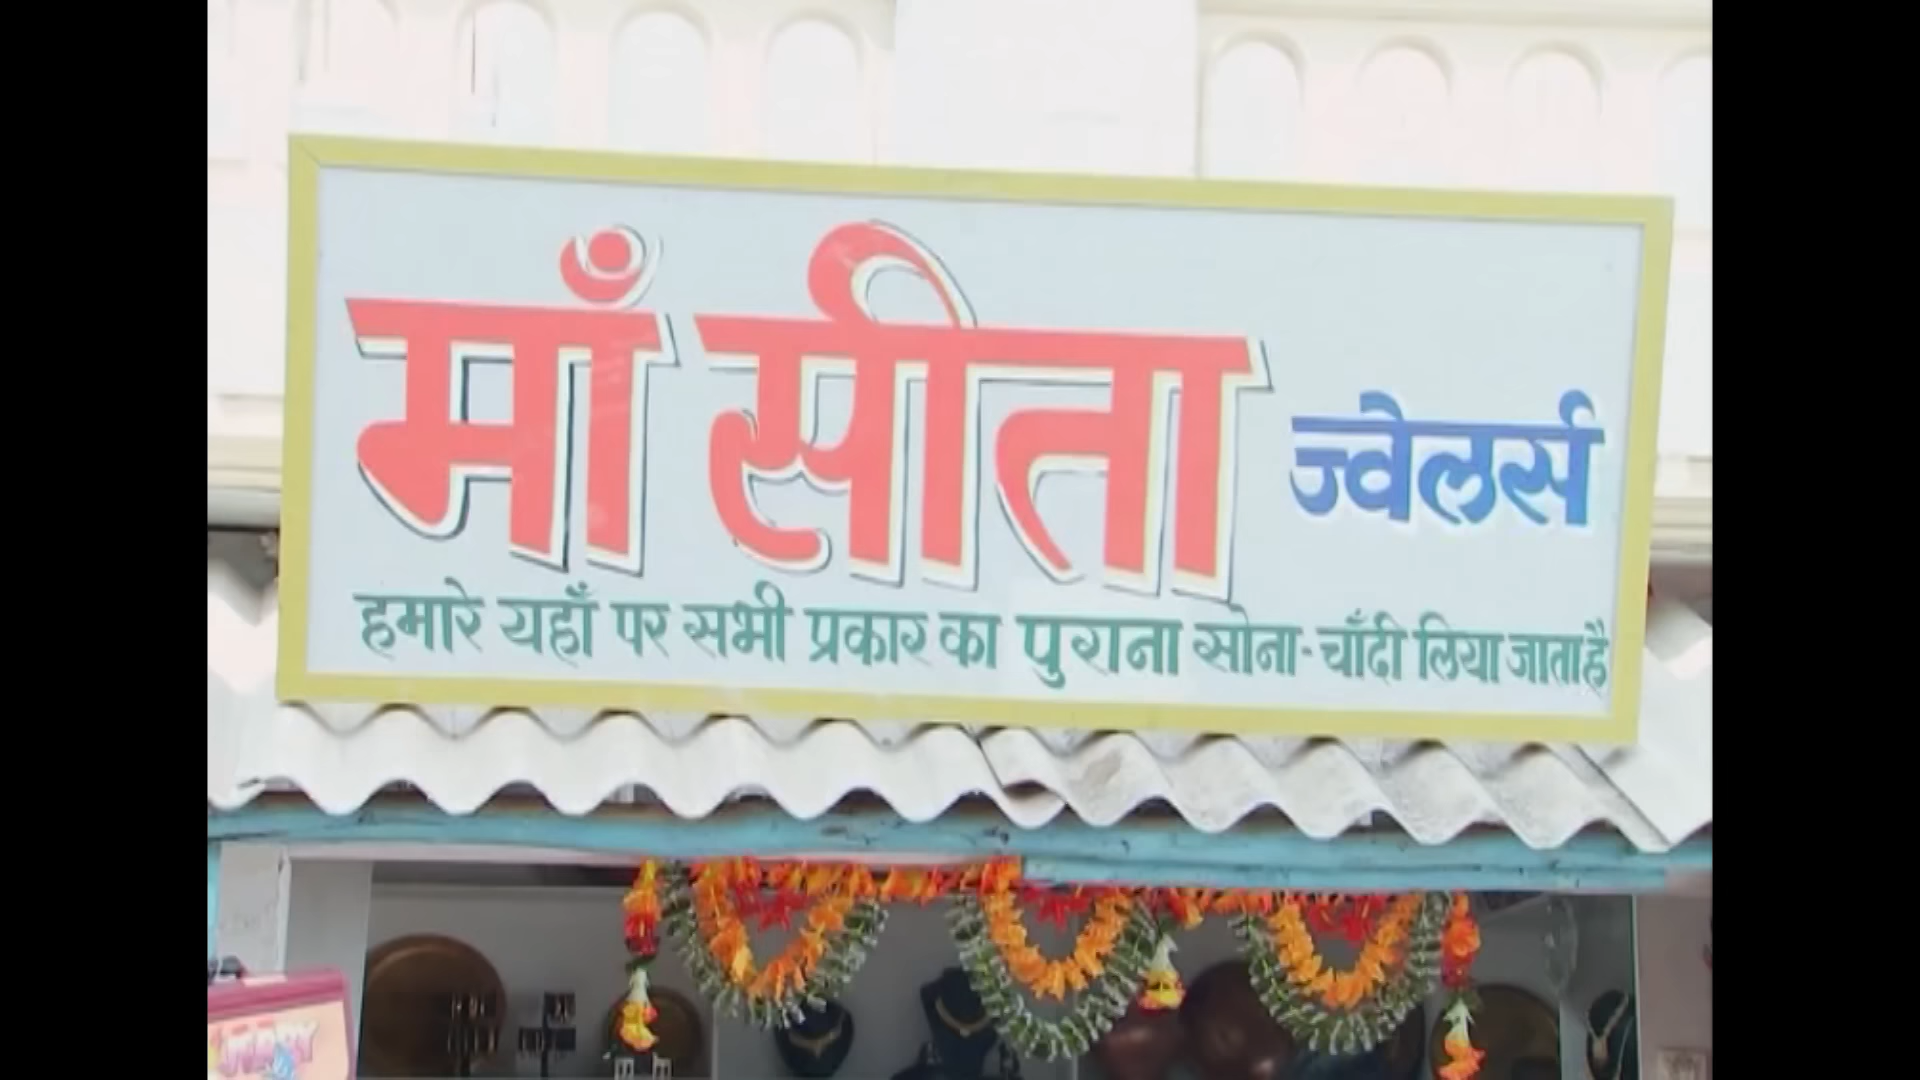 माँ सीता ज्वेलर्स
हमारे यहाँ पर सभी प्रकार का पुराना सोना-चाँदी लिया जाता है